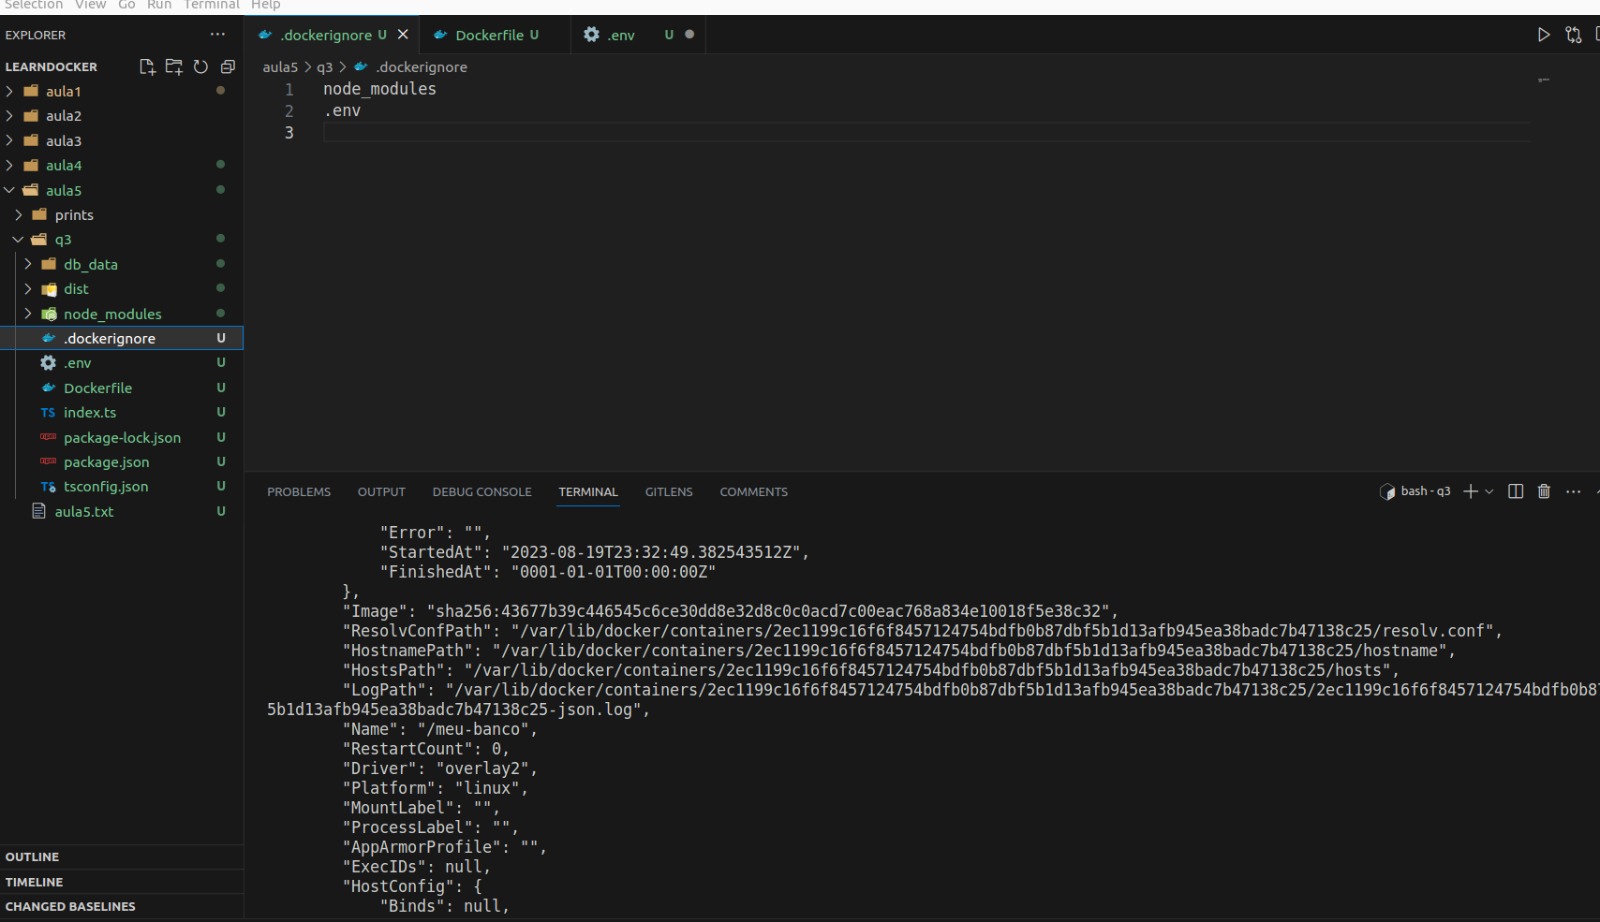 Selection View Go Run Terminal Help
EXPLORER
LEARNDOCKER
aula1
aula2
aula3
aula4
aula5
prints
q3
db_data
dist
node_modules
.dockerignore U
.env U
Dockerfile U
TS index.ts U
package-lock.json U
package.json U
tsconfig.json U
aula5.txt U
OUTLINE
TIMELINE
CHANGED BASELINES
.dockerignore U
Dockerfile U
.env U
aula5 > q3 > .dockerignore
1 node_modules
2 .env
3
PROBLEMS OUTPUT DEBUG CONSOLE TERMINAL GITLENS COMMENTS
bash - q3
"Error": "",
"StartedAt": "2023-08-19T23:32:49.382543512Z",
"FinishedAt": "0001-01-01T00:00:00Z"
},
"Image": "sha256:43677b39c446545c6ce30dd8e32d8c0c0acd7c00eac768a834e10018f5e38c32",
"ResolvConfPath": "/var/lib/docker/containers/2ec1199c16f6f8457124754bdfb0b87dbf5b1d13afb945ea38badc7b47138c25/resolv.conf",
"HostnamePath": "/var/lib/docker/containers/2ec1199c16f6f8457124754bdfb0b87dbf5b1d13afb945ea38badc7b47138c25/hostname",
"HostsPath": "/var/lib/docker/containers/2ec1199c16f6f8457124754bdfb0b87dbf5b1d13afb945ea38badc7b47138c25/hosts",
"LogPath": "/var/lib/docker/containers/2ec1199c16f6f8457124754bdfb0b87dbf5b1d13afb945ea38badc7b47138c25/2ec1199c16f6f8457124754bdfb0b87
5b1d13afb945ea38badc7b47138c25-json.log",
"Name": "/meu-banco",
"RestartCount": 0,
"Driver": "overlay2",
"Platform": "linux",
"MountLabel": "",
"ProcessLabel": "",
"AppArmorProfile": "",
"ExecIDs": null,
"HostConfig": {
"Binds": null,